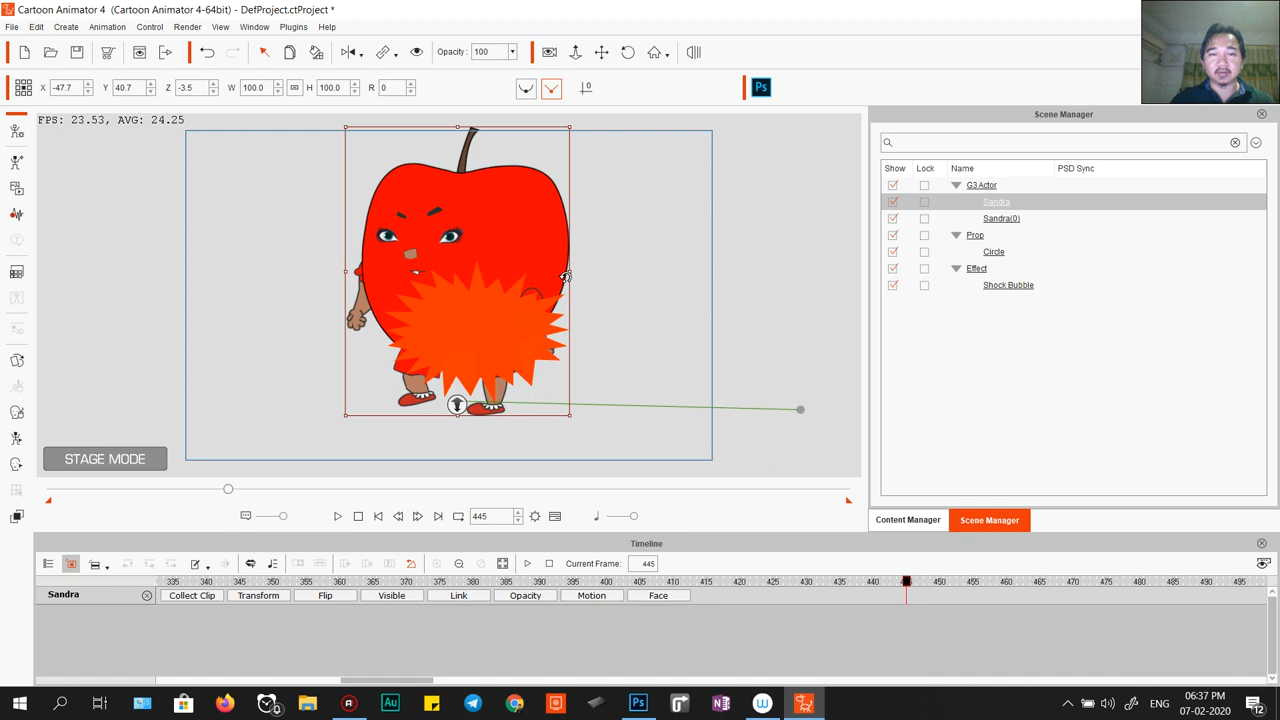 Cartoon Animator 4 (Cartoon Animator 4-64bit) - DefProject.ctProject *
File Edit Create Animation Control Render View Window Plugins Help
Opacity: 100
X -47.7 Y 40.7 Z -3.5 W 100.0 H 100.0 R 0
Ps
FPS: 23.53, AVG: 24.25
STAGE MODE
445
Scene Manager
Show Lock Name PSD Sync
G3 Actor
Sandra
Sandra(0)
Prop
Circle
Effect
Shock Bubble
Content Manager Scene Manager
Timeline
Current Frame: 445
335 340 345 350 355 360 365 370 375 380 385 390 395 400 405 410 415 420 425 430 435 440 450 455 460 465 470 475 480 485 490 495
Sandra Collect Clip Transform Flip Visible Link Opacity Motion Face
Au Ps
ENG
06:37 PM
07-02-2020
12